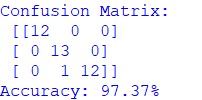 Confusion Matrix:
[[12  0  0]
[ 0 13  0]
[ 0  1 12]]
Accuracy: 97.37%